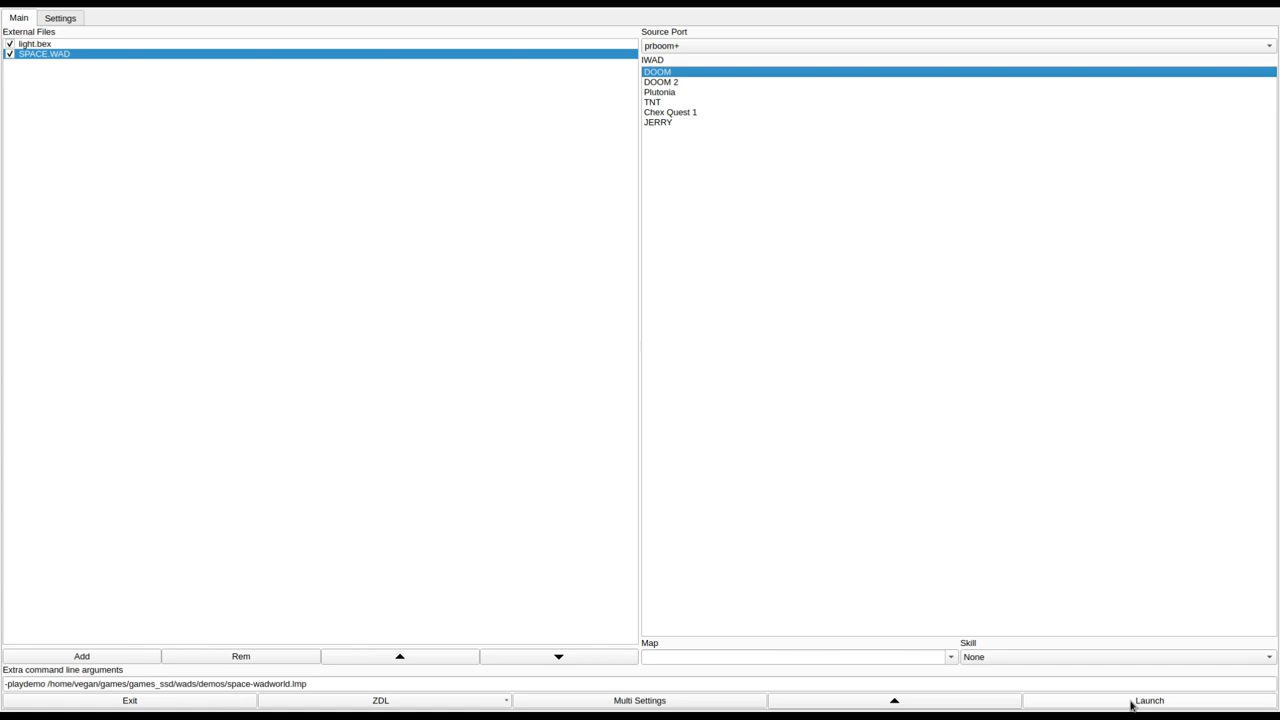 Main Settings
External Files
light.bex
SPACE.WAD
Source Port
prboom+
IWAD
DOOM
DOOM 2
Plutonia
TNT
Chex Quest 1
JERRY
Map Skill
None
Add Rem
Extra command line arguments
-playdemo /home/vegan/games/games_ssd/wads/demos/space-wadworld.lmp
Exit ZDL Multi Settings Launch